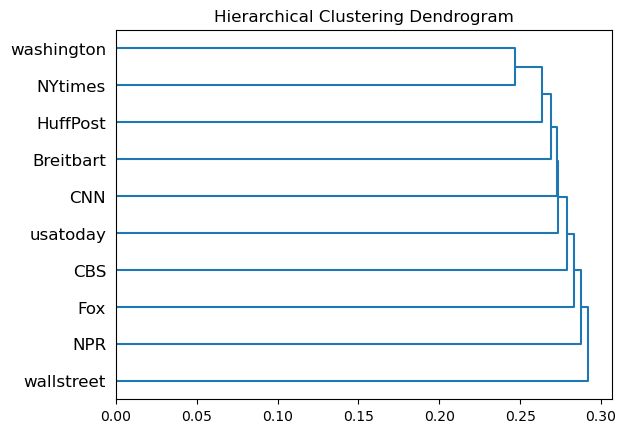 Hierarchical Clustering Dendrogram
washington
NYtimes
HuffPost
Breitbart
CNN
usatoday
CBS
Fox
NPR
wallstreet
0.00 0.05 0.10 0.15 0.20 0.25 0.30